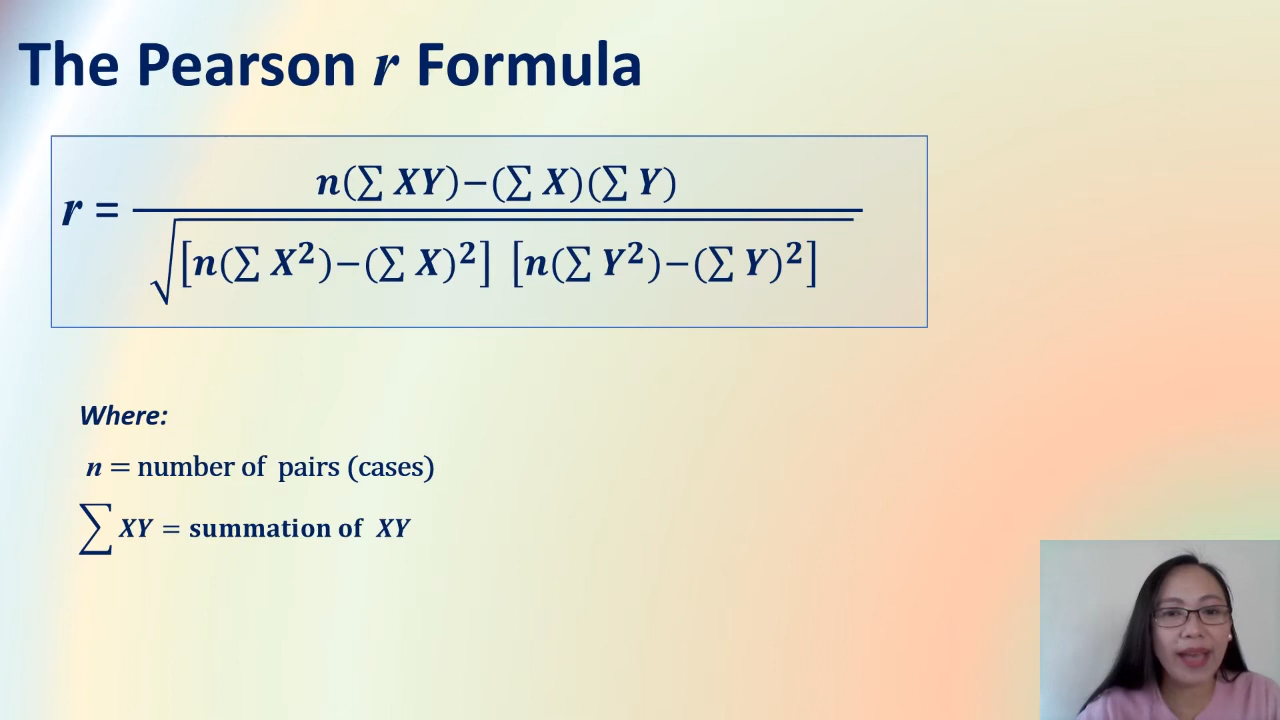 The Pearson r Formula
r = n(∑ XY)−(∑ X)(∑ Y) / √[n(∑ X²)−(∑ X)²] [n(∑ Y²)−(∑ Y)²]
Where:
n = number of pairs (cases)
∑ XY = summation of XY